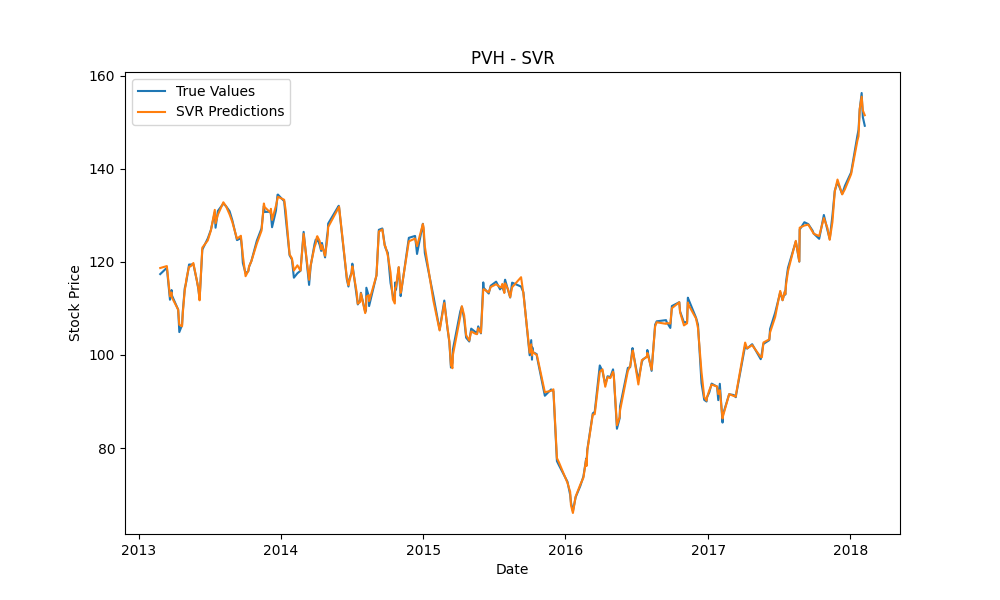 PVH - SVR
True Values
SVR Predictions
Stock Price
160
140
120
100
80
2013
2014
2015
2016
2017
2018
Date